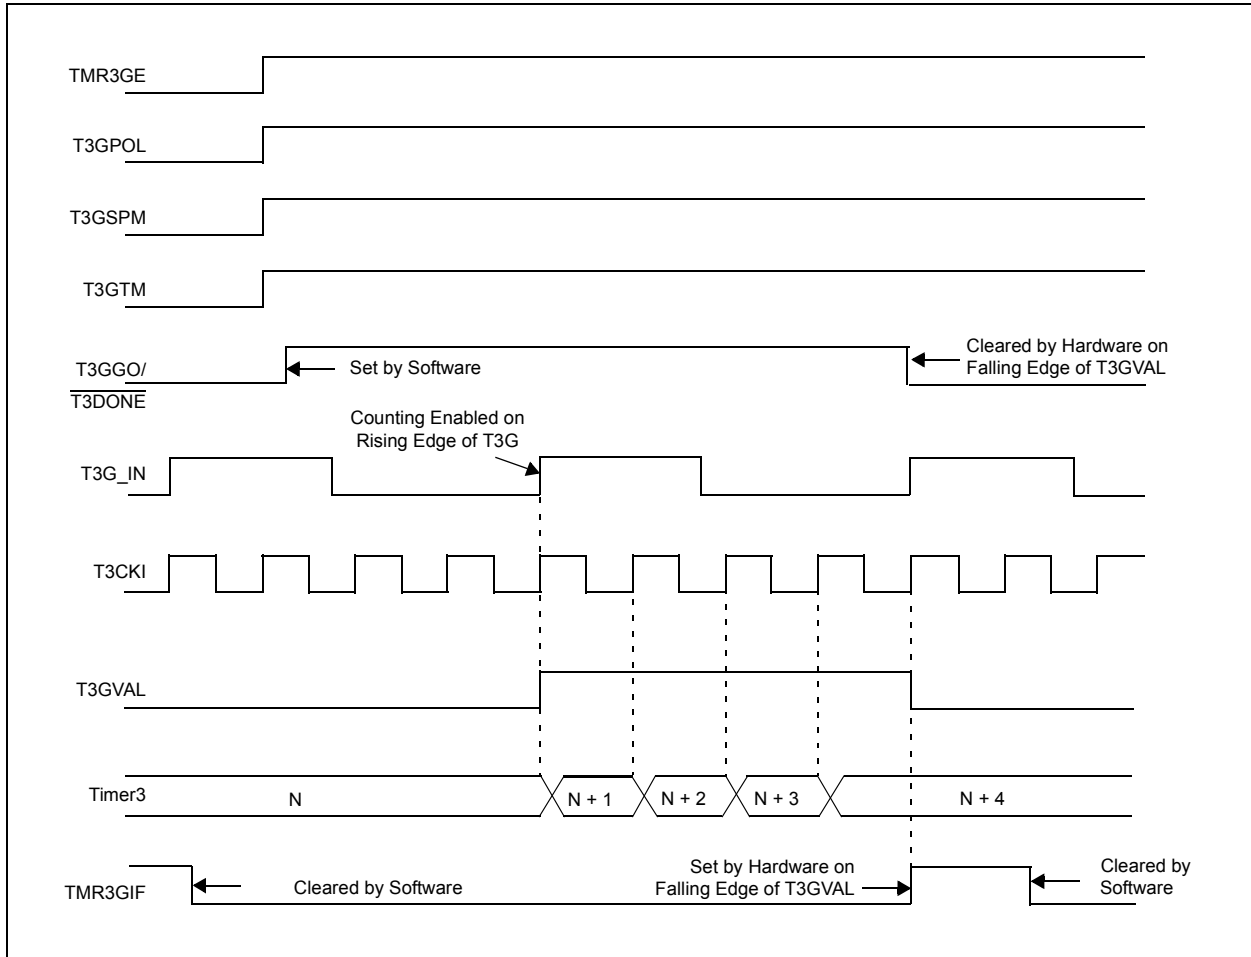 TMR3GE
T3GPOL
T3GSPM
T3GTM
T3GGO/
T3DONE
Set by Software
Cleared by Hardware on
Falling Edge of T3GVAL
Counting Enabled on
Rising Edge of T3G
T3G_IN
T3CKI
T3GVAL
Timer3
N
N + 1
N + 2
N + 3
N + 4
TMR3GIF
Cleared by Software
Set by Hardware on
Falling Edge of T3GVAL
Cleared by
Software